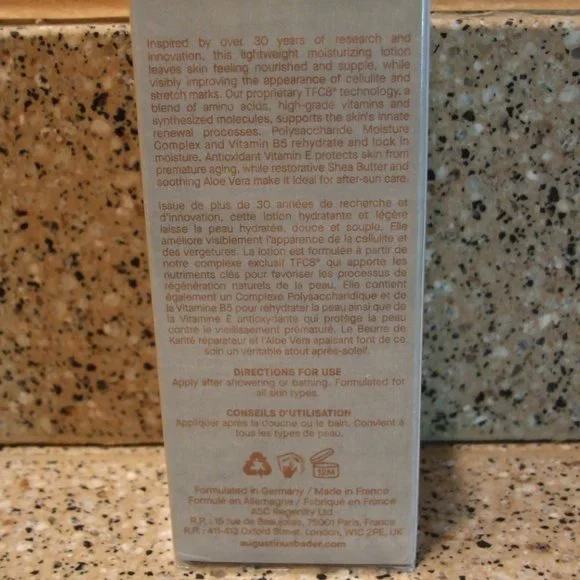 Inspired by over 30 years of research and
innovation, this lightweight moisturizing lotion
leaves skin feeling nourished and supple, while
visibly improving the appearance of cellulite and
stretch marks. Our proprietary TFC8® technology, a
blend of amino acids, high-grade vitamins and
synthesized molecules, supports the skin's innate
renewal processes. Polysaccharide Moisture
Complex and Vitamin B5 rehydrate and lock in
moisture. Antioxidant Vitamin E protects skin from
premature aging, while restorative Shea Butter and
soothing Aloe Vera make it ideal for after-sun care.
Issue de plus de 30 années de recherche et
d'innovation, cette lotion hydratante et légère
laisse la peau hydratée, douce et souple. Elle
améliore visiblement l'apparence de la cellulite et
des vergetures. La lotion est formulée à partir de
notre complexe exclusif TFC8® qui apporte les
nutriments clés pour favoriser les processus de
régénération naturels de la peau. Elle contient
également un Complexe Polysaccharidique et de
la Vitamine B5 pour réhydrater la peau ainsi que de
la Vitamine E antioxydante qui protège la peau
contre le vieillissement prématuré. Le Beurre de
Karité réparateur et l'Aloe Vera apaisant font de ce
soin un véritable atout après-soleil.
DIRECTIONS FOR USE
Apply after showering or bathing. Formulated for
all skin types.
CONSEILS D'UTILISATION
Appliquer après la douche ou le bain. Convient à
tous les types de peau.
12M
Formulated in Germany / Made in France
Formulé en Allemagne / Fabriqué en France
ASC Regenity Ltd
R.P. : 15 rue de Beaujolais, 75001 Paris, France
R.P. : 411-413 Oxford Street, London, W1C 2PE, UK
augustinusbader.com